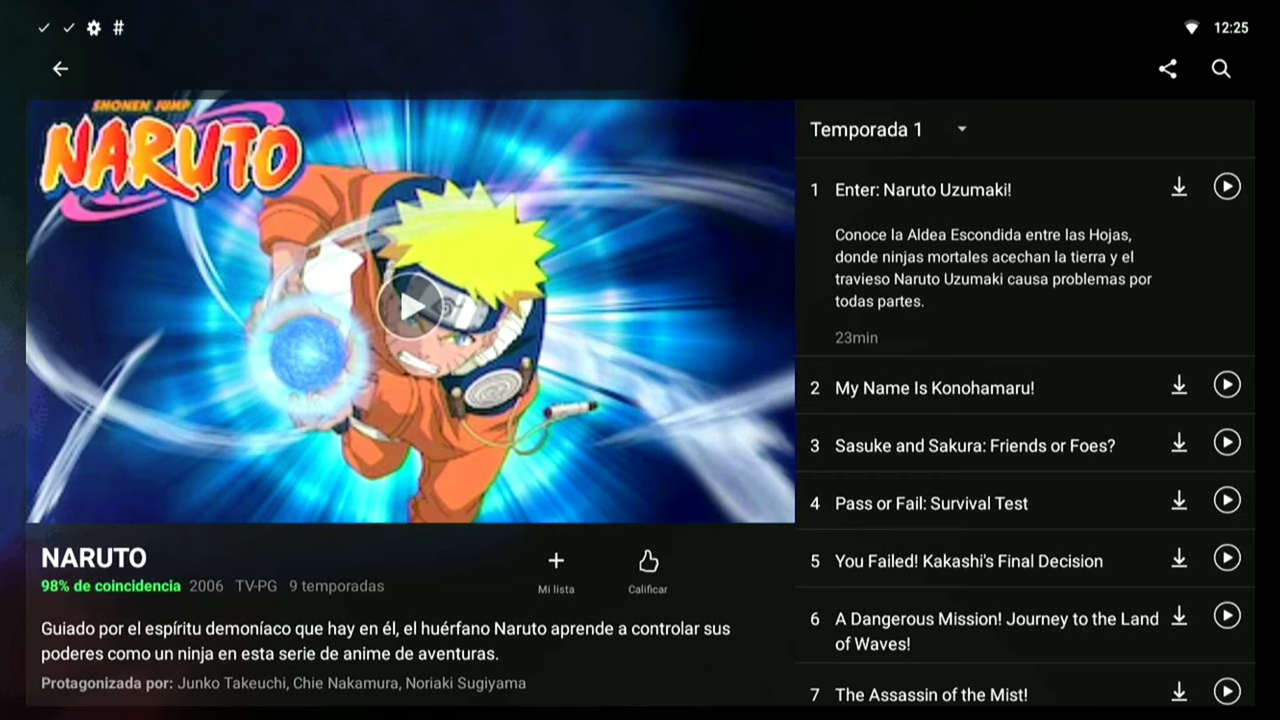 #
12:25
SHONEN JUMP
NARUTO
NARUTO
98% de coincidencia 2006 TV-PG 9 temporadas
Mi lista
Calificar
Guiado por el espíritu demoníaco que hay en él, el huérfano Naruto aprende a controlar sus
poderes como un ninja en esta serie de anime de aventuras.
Protagonizada por: Junko Takeuchi, Chie Nakamura, Noriaki Sugiyama
Temporada 1
1 Enter: Naruto Uzumaki!
Conoce la Aldea Escondida entre las Hojas,
donde ninjas mortales acechan la tierra y el
travieso Naruto Uzumaki causa problemas por
todas partes.
23min
2 My Name Is Konohamaru!
3 Sasuke and Sakura: Friends or Foes?
4 Pass or Fail: Survival Test
5 You Failed! Kakashi's Final Decision
6 A Dangerous Mission! Journey to the Land
of Waves!
7 The Assassin of the Mist!